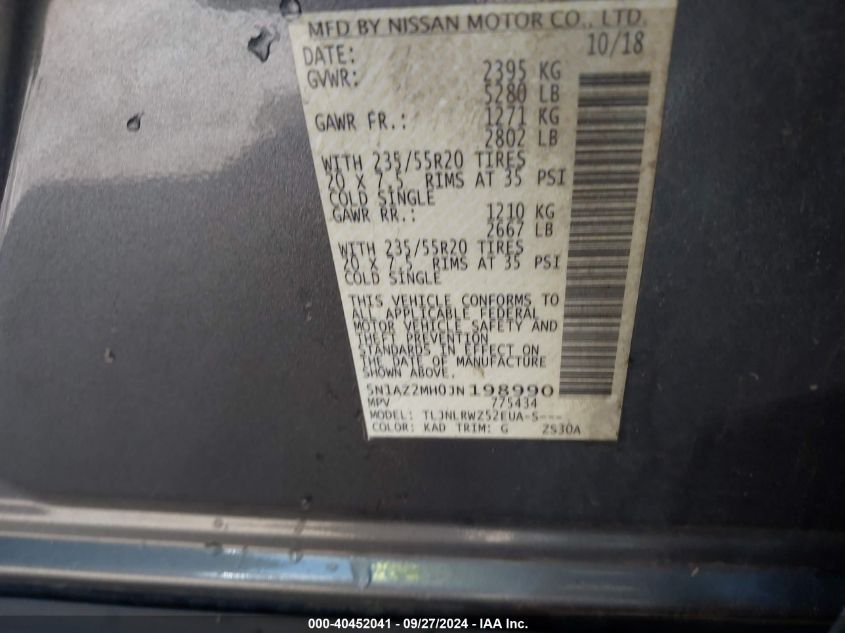 MFD BY NISSAN MOTOR CO., LTD.
DATE: 10/18
GVWR: 2395 KG
5280 LB
GAWR FR.: 1271 KG
2802 LB
WITH 235/55R20 TIRES
20 X 7.5 RIMS AT 35 PSI
COLD SINGLE
GAWR RR.: 1210 KG
2667 LB
WITH 235/55R20 TIRES
20 X 7.5 RIMS AT 35 PSI
COLD SINGLE
THIS VEHICLE CONFORMS TO
ALL APPLICABLE FEDERAL
MOTOR VEHICLE SAFETY AND
THEFT PREVENTION
STANDARDS IN EFFECT ON
THE DATE OF MANUFACTURE
SHOWN ABOVE.
5N1AZ2MH0JN198990
MPV 775434
MODEL: TLJNLRWZ52EUA-S---
COLOR: KAD TRIM: G ZS30A
000-40452041 - 09/27/2024 - IAA Inc.